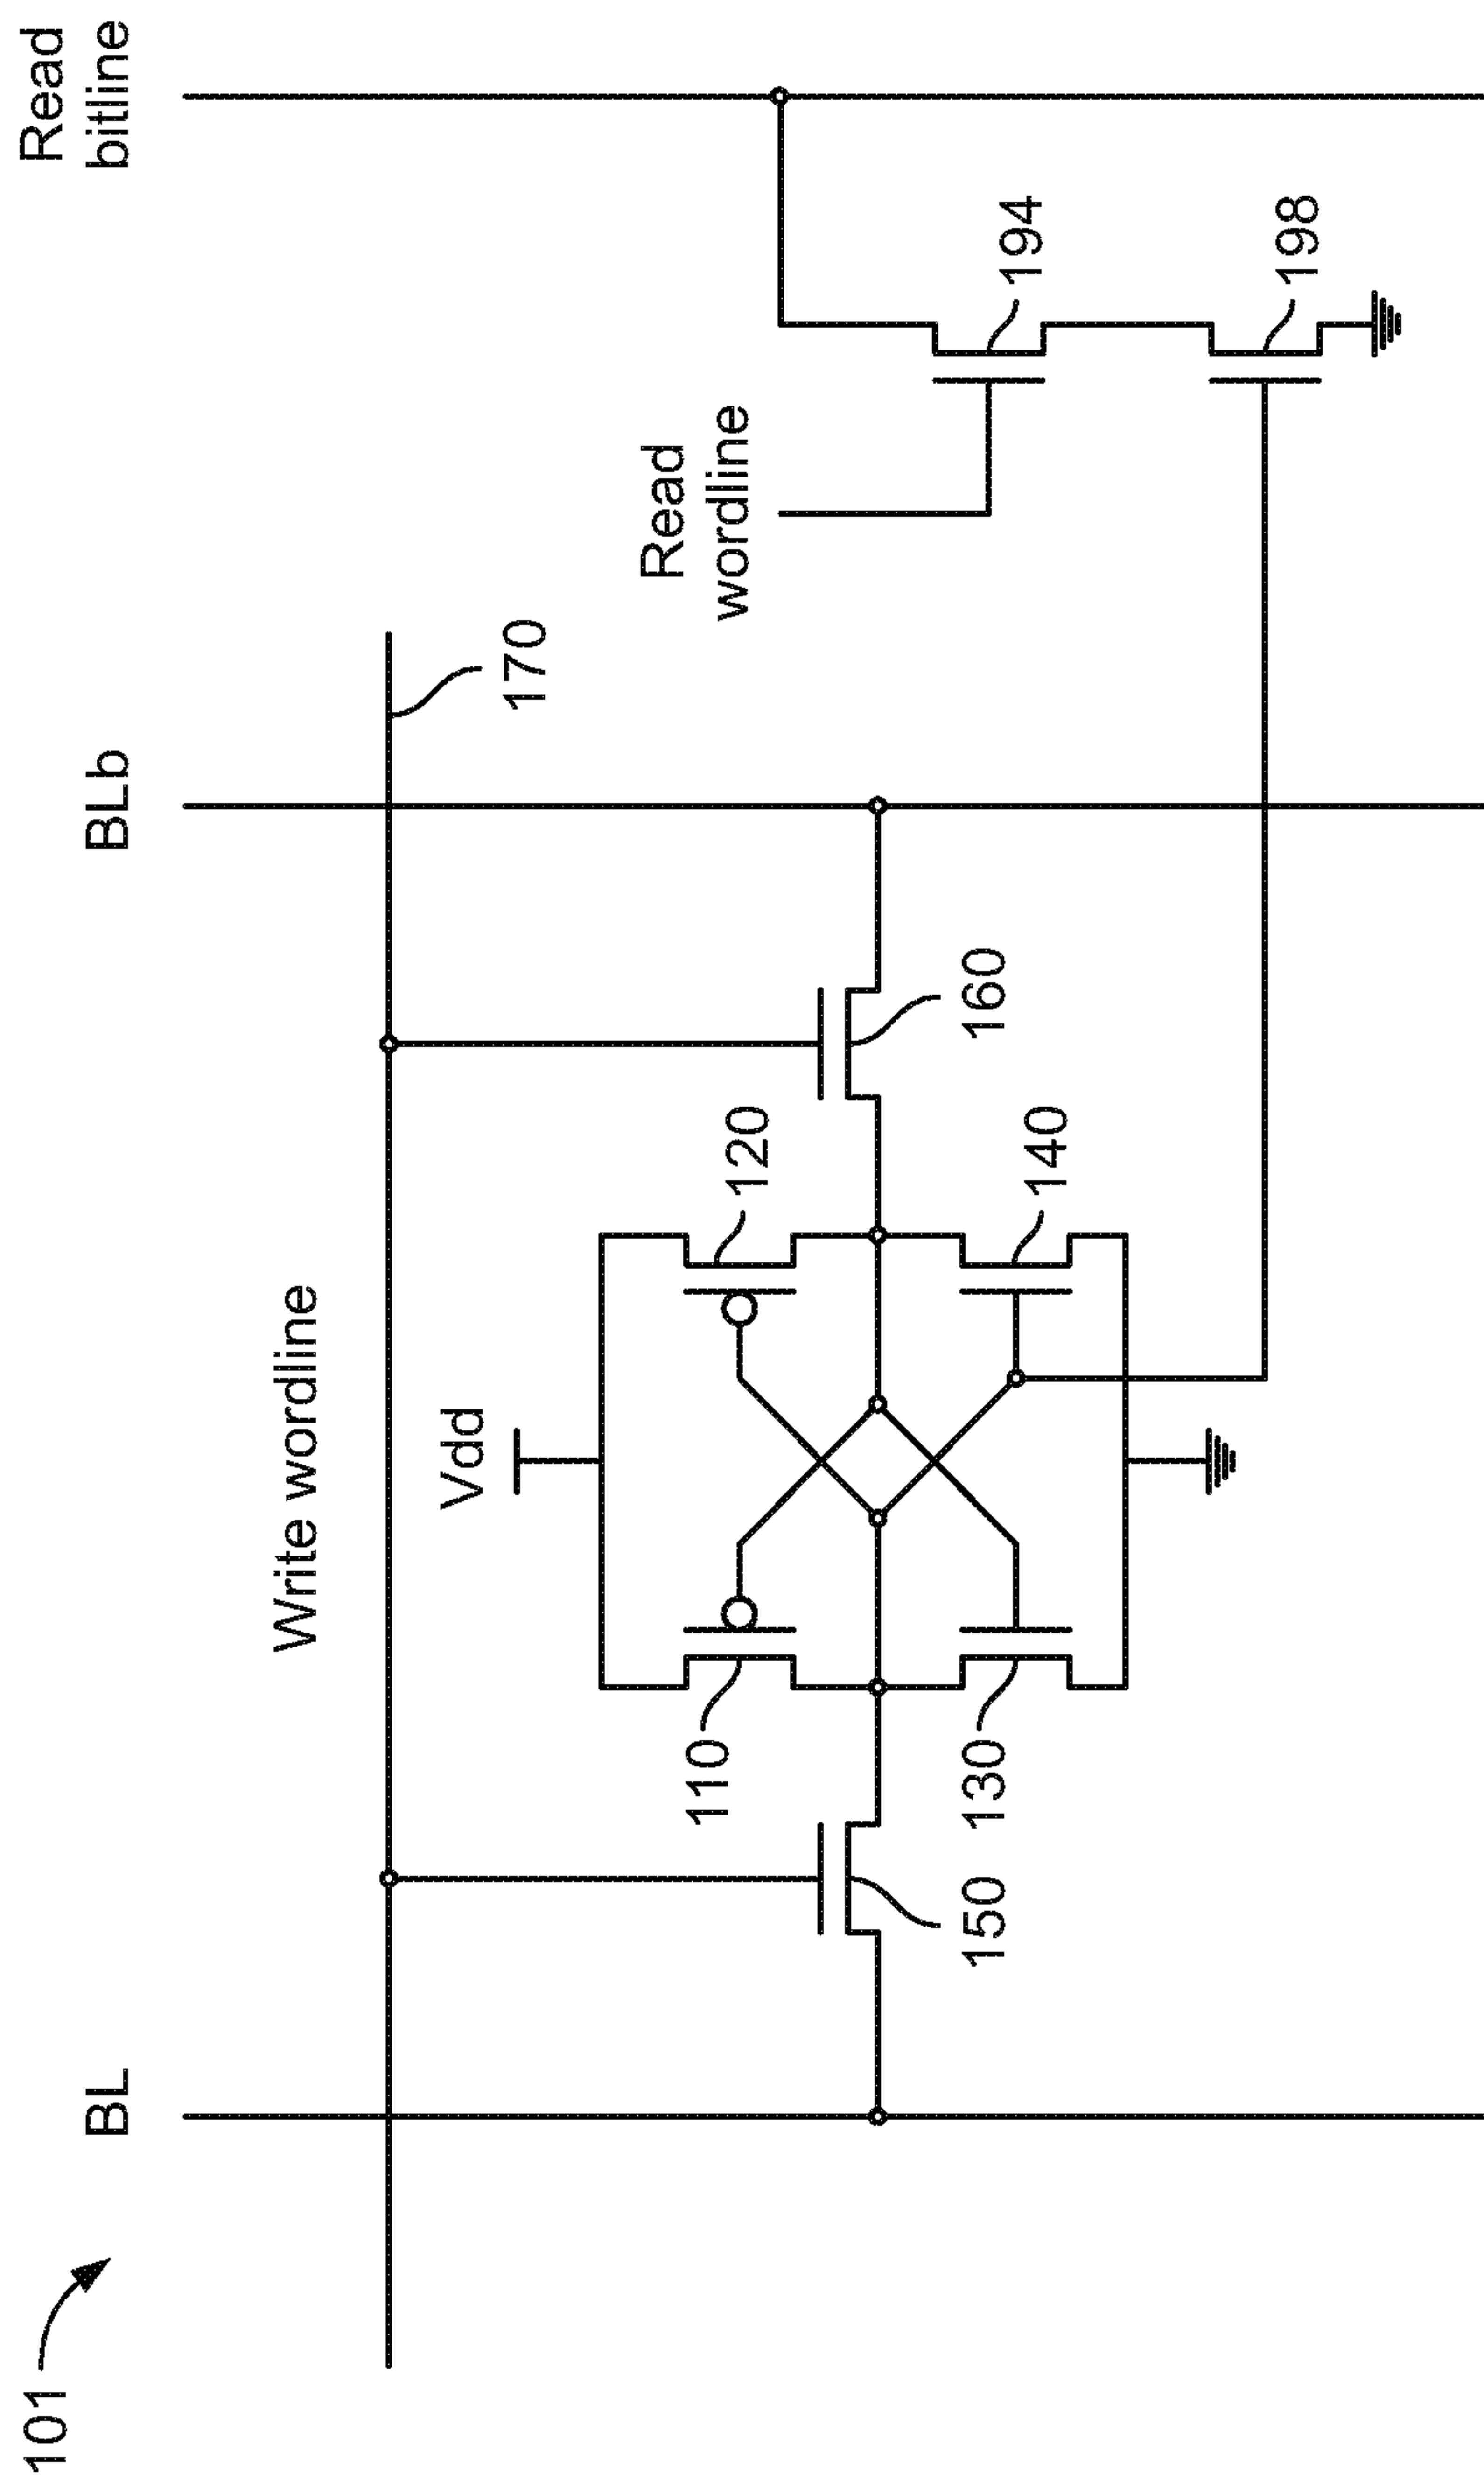 101
BL
BLb
Read
bitline
Write wordline
170
Vdd
Read
wordline
110
120
150
130
140
160
194
198